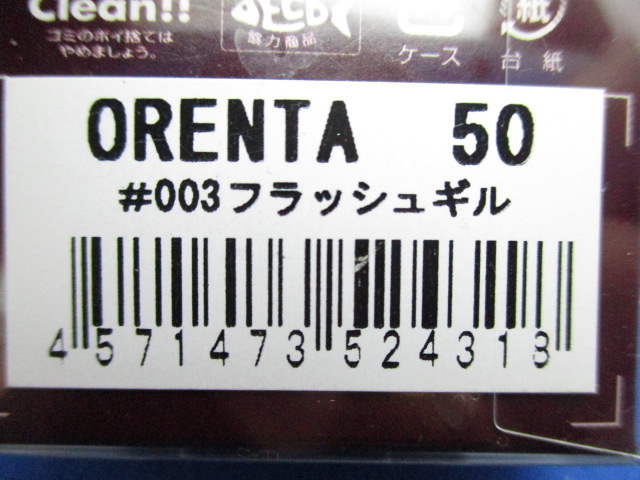 Clean!!
ゴミのポイ捨ては
やめましょう。
協力商品
ケース
紙
台紙
ORENTA 50
#003フラッシュギル
4571473524318